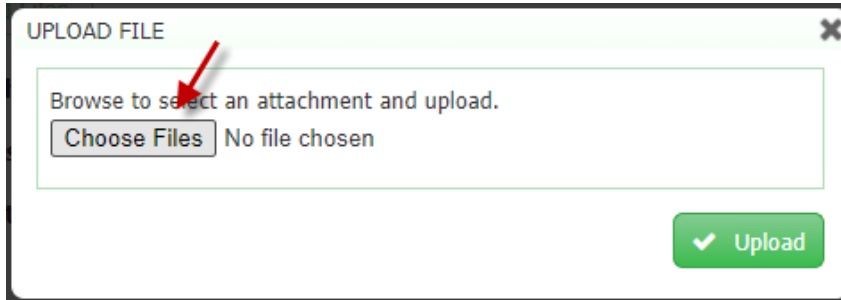 UPLOAD FILE
Browse to select an attachment and upload.
Choose Files No file chosen
Upload